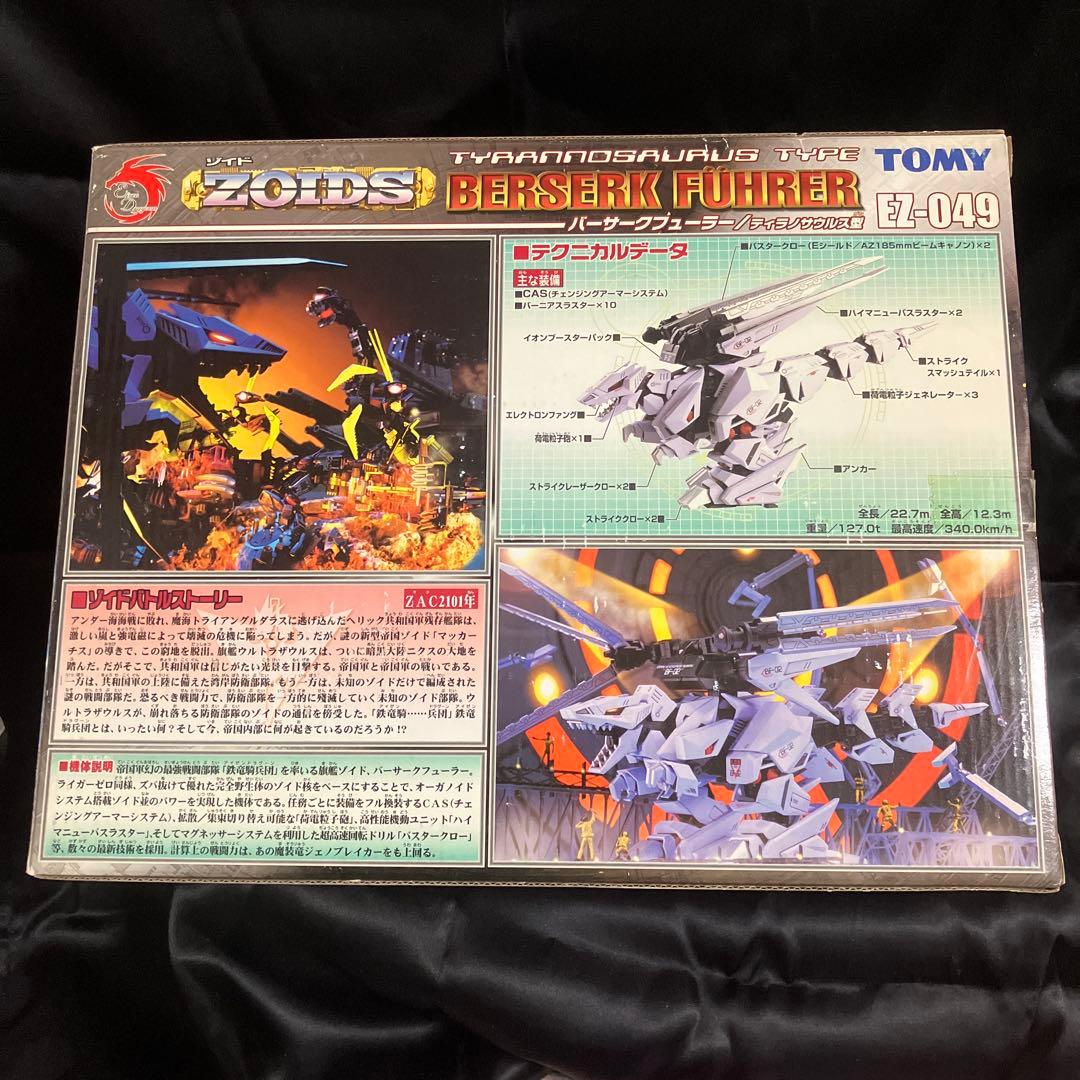 ゾイド
ZOIDS
TYRANNOSAURUS TYPE
BERSERK FÜHRER
バーサークフューラー/ティラノサウルス型
TOMY
EZ-049
■テクニカルデータ
主な装備
■CAS(チェンジングアーマーシステム)
■バーニアスラスター×10
■バスタークロー(Eシールド/AZ185mmビームキャノン)×2
■ハイマニューバスラスター×2
イオンブースターパック■
■ストライク
スマッシュテイル×1
■荷電粒子ジェネレーター×3
エレクトロンファング■
荷電粒子砲×1■
■アンカー
ストライクレーザークロー×2■
ストライククロー×2■
全長/22.7m 全高/12.3m
重量/127.0t 最高速度/340.0km/h
■ゾイドバトルストーリー
ZAC2101年
アンダー海海戦に敗れ、魔海トライアングルダラスに逃げ込んだヘリック共和国軍残存艦隊は、
激しい嵐と強電磁によって壊滅の危機に陥ってしまう。だが、謎の新型帝国ゾイド「マッカー
チス」の導きで、この窮地を脱出。旗艦ウルトラザウルスは、ついに暗黒大陸ニクスの大地を
踏んだ。だがそこで、共和国軍は信じがたい光景を目撃する。帝国軍と帝国軍の戦いである。
一方は、共和国軍の上陸に備えた湾岸防衛部隊。もう一方は、未知のゾイドだけで編成された
謎の戦闘部隊だ。恐るべき戦闘力で、防衛部隊を一方的に殲滅していく未知のゾイド部隊。ウ
ルトラザウルスが、崩れ落ちる防衛部隊のゾイドの通信を傍受した。「鉄竜騎……兵団」鉄竜
騎兵団とは、いったい何?そして今、帝国内部に何が起きているのだろうか!?
■機体説明 帝国軍幻の最強戦闘部隊「鉄竜騎兵団」を率いる旗艦ゾイド、バーサークフューラー。
ライガーゼロ同様、ズバ抜けて優れた完全野生体のゾイド核をベースにすることで、オーガノイド
システム搭載ゾイド並のパワーを実現した機体である。任務ごとに装備をフル換装するCAS(チェ
ンジングアーマーシステム)、拡散/集束切り替え可能な「荷電粒子砲」、高性能機動ユニット「ハイ
マニューバスラスター」、そしてマグネッサーシステムを利用した超高速回転ドリル「バスタークロー」
等、数々の最新技術を採用。計算上の戦闘力は、あの魔装竜ジェノブレイカーをも上回る。
BE-02